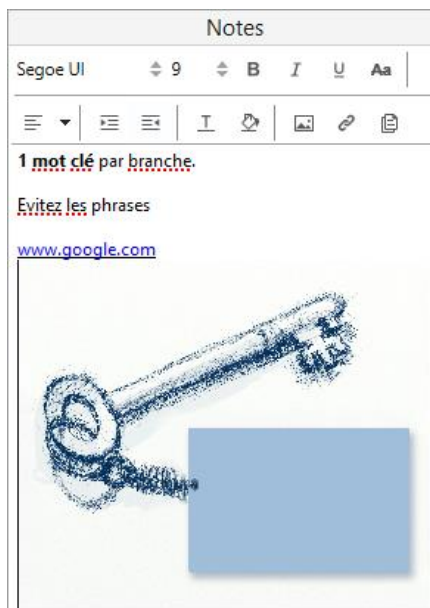 Notes
Segoe UI 9 B I U Aa
T
1 mot clé par branche.
Evitez les phrases
www.google.com